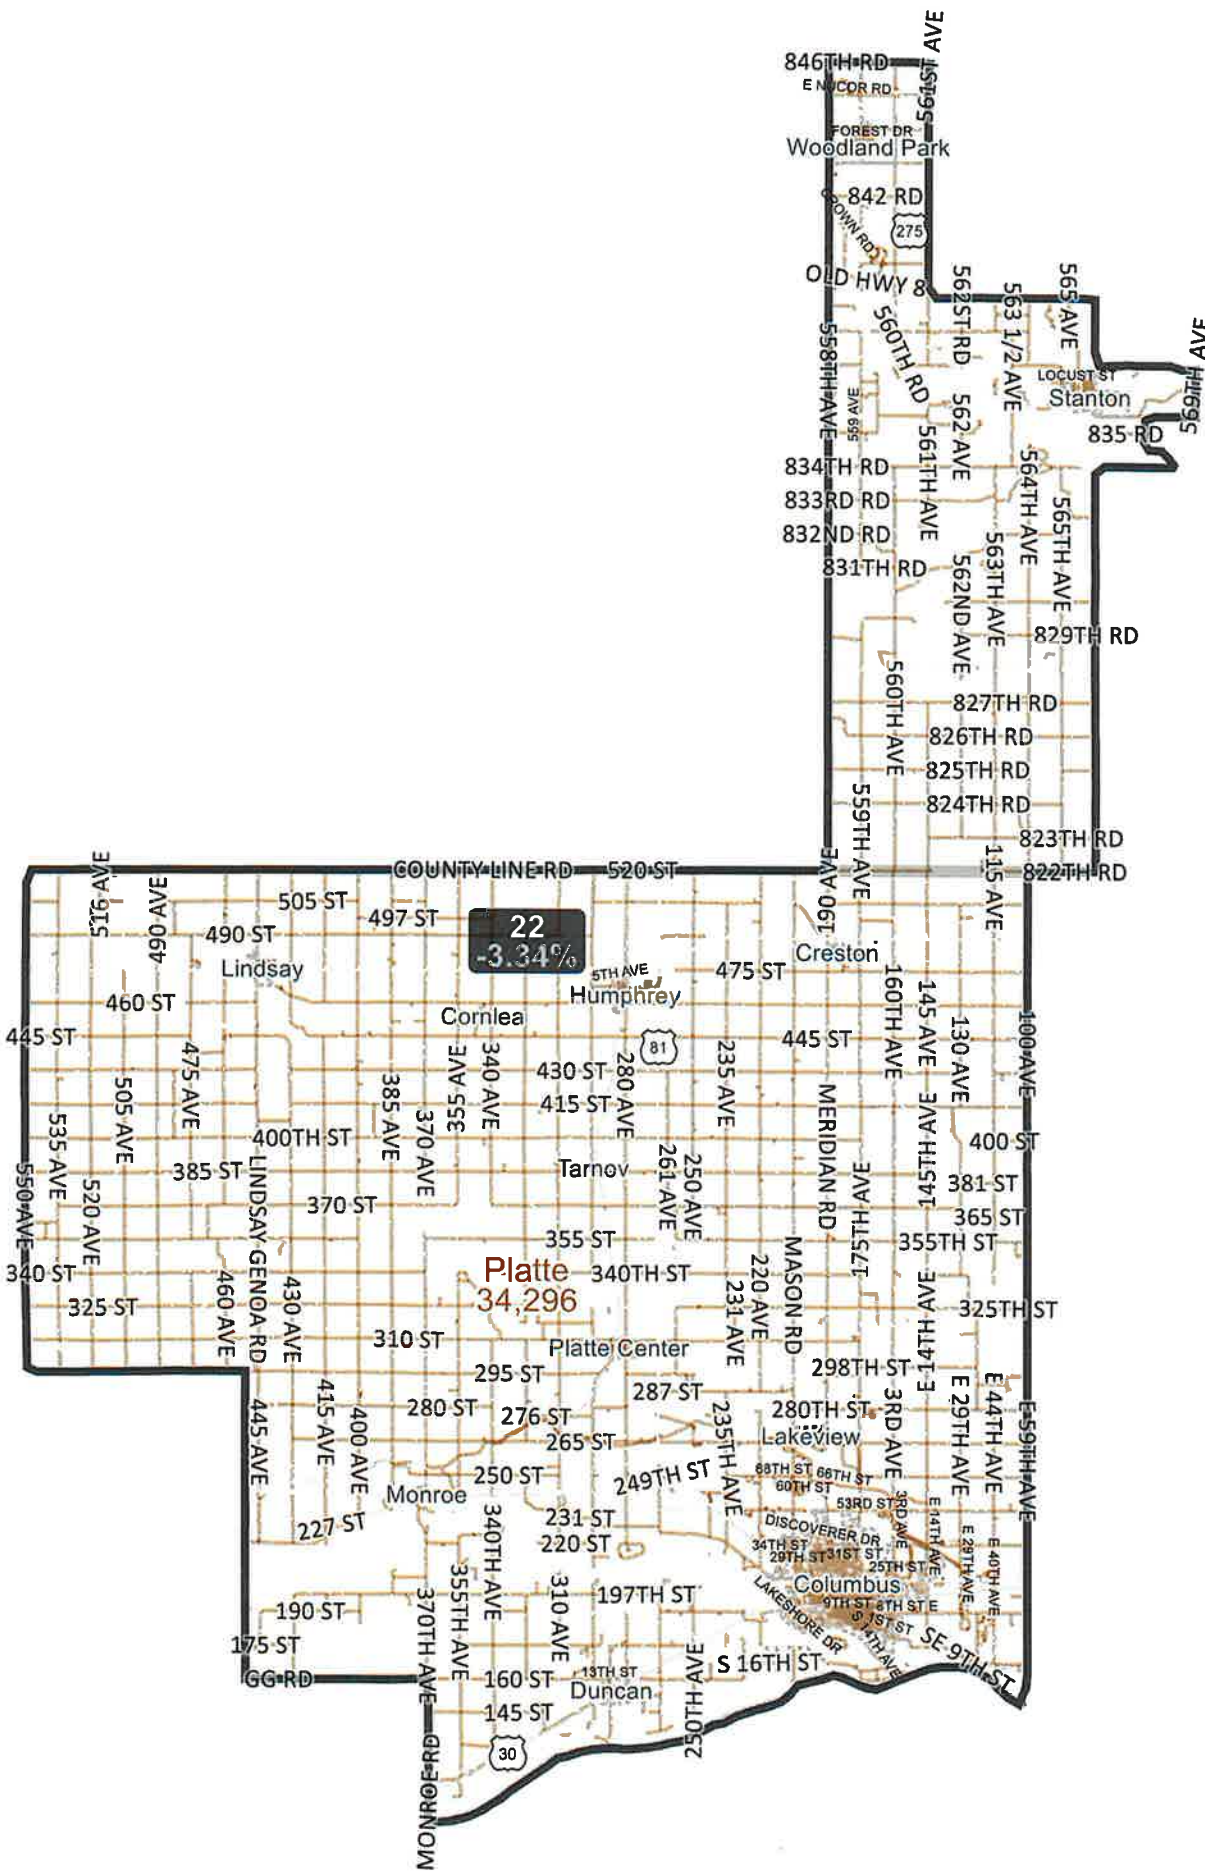 846TH RD
561ST AVE
E NUCOR RD
FOREST DR
Woodland Park
842 RD
CROWN RD
275
OLD HWY 8
562ST RD
563 1/2 AVE
565 AVE
558TH AVE
560TH RD
569TH AVE
LOCUST ST
Stanton
559 AVE
562 AVE
835 RD
561TH AVE
834TH RD
564TH AVE
833RD RD
565TH AVE
832ND RD
563TH AVE
831TH RD
562ND AVE
829TH RD
560TH AVE
827TH RD
826TH RD
825TH RD
559TH AVE
824TH RD
823TH RD
115 AVE
COUNTY LINE RD
520 ST
190 AVE
822TH RD
516 AVE
490 AVE
505 ST
497 ST
22
-3.34%
490 ST
Lindsay
Creston
5TH AVE
475 ST
Humphrey
160TH AVE
145 AVE
460 ST
Cornlea
130 AVE
100 AVE
445 ST
81
445 ST
475 AVE
355 AVE
340 AVE
280 AVE
235 AVE
430 ST
505 AVE
385 AVE
MERIDIAN RD
415 ST
145TH AVE
535 AVE
370 AVE
400TH ST
400 ST
550 AVE
520 AVE
385 ST
LINDSAY GENOA RD
Tarnov
261 AVE
250 AVE
175TH AVE
381 ST
370 ST
365 ST
355 ST
MASON RD
355TH ST
340 ST
460 AVE
430 AVE
Platte
34,296
340TH ST
220 AVE
231 AVE
E 14TH AVE
325 ST
325TH ST
310 ST
Platte Center
298TH ST
295 ST
445 AVE
415 AVE
400 AVE
287 ST
280 ST
276 ST
235TH AVE
280TH ST
3RD AVE
E 29TH AVE
E 44TH AVE
E 59TH AVE
265 ST
Lakeview
250 ST
249TH ST
68TH ST
66TH ST
60TH ST
Monroe
53RD ST
3RD AVE
E 14TH AVE
227 ST
340TH AVE
231 ST
DISCOVERER DR
E 29TH AVE
E 40TH AVE
220 ST
34TH ST
31ST ST
29TH ST
25TH ST
355TH AVE
310 AVE
Columbus
370TH AVE
197TH ST
LAKESHORE DR
9TH ST
8TH ST E
190 ST
1ST ST
S 14TH AVE
SE 9TH ST
175 ST
S 16TH ST
250TH AVE
GG RD
160 ST
13TH ST
Duncan
145 ST
30
MONROE RD